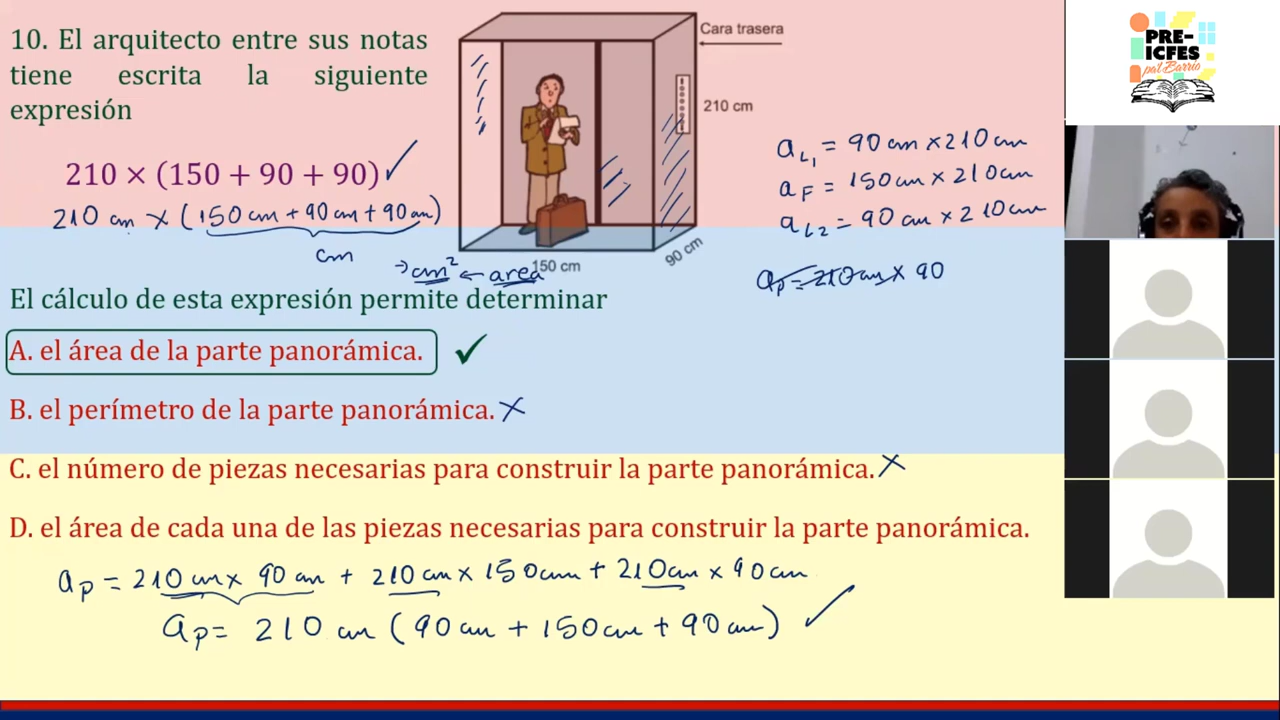 10. El arquitecto entre sus notas
tiene escrita la siguiente
expresión
210 × (150 + 90 + 90) ✓
210 cm × (150 cm + 90 cm + 90 cm)
cm
→ cm² ← area
Cara trasera
210 cm
150 cm
90 cm
a_L₁ = 90 cm × 210 cm
a_F = 150 cm × 210 cm
a_L₂ = 90 cm × 210 cm
a_p = 210 cm × 90
PRE-
ICFES
pa'l Barrio
El cálculo de esta expresión permite determinar
A. el área de la parte panorámica. ✓
B. el perímetro de la parte panorámica. ×
C. el número de piezas necesarias para construir la parte panorámica. ×
D. el área de cada una de las piezas necesarias para construir la parte panorámica.
a_p = 210 cm × 90 cm + 210 cm × 150 cm + 210 cm × 90 cm
a_p = 210 cm (90 cm + 150 cm + 90 cm) ✓